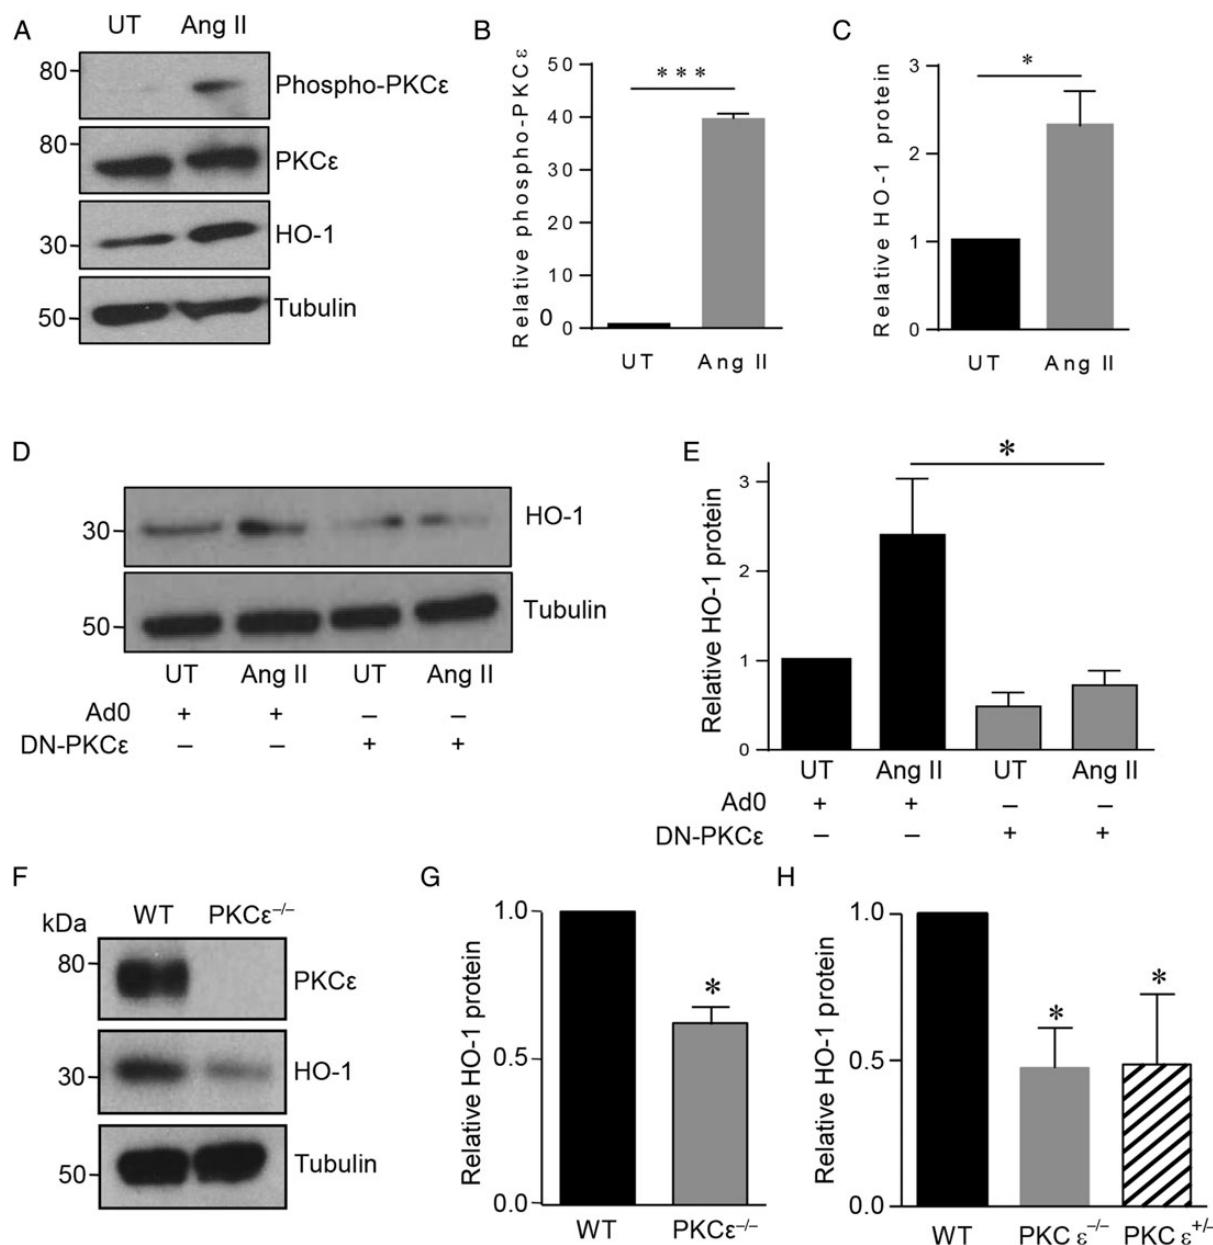 A
UT Ang II
80 Phospho-PKCε
80 PKCε
30 HO-1
50 Tubulin
B
Relative phospho-PKCε
50
40
30
20
10
0
0
***
UT Ang II
C
Relative HO-1 protein
3
2
1
0
*
UT Ang II
D
30 HO-1
50 Tubulin
UT Ang II UT Ang II
Ad0 + + – –
DN-PKCε – – + +
E
Relative HO-1 protein
3
2
1
0
*
UT Ang II UT Ang II
Ad0 + + – –
DN-PKCε – – + +
F
kDa WT PKCε–/–
80 PKCε
30 HO-1
50 Tubulin
G
Relative HO-1 protein
1.0
0.5
0.0
*
WT PKCε–/–
H
Relative HO-1 protein
1.0
0.5
0.0
* *
WT PKC ε–/– PKC ε+/–